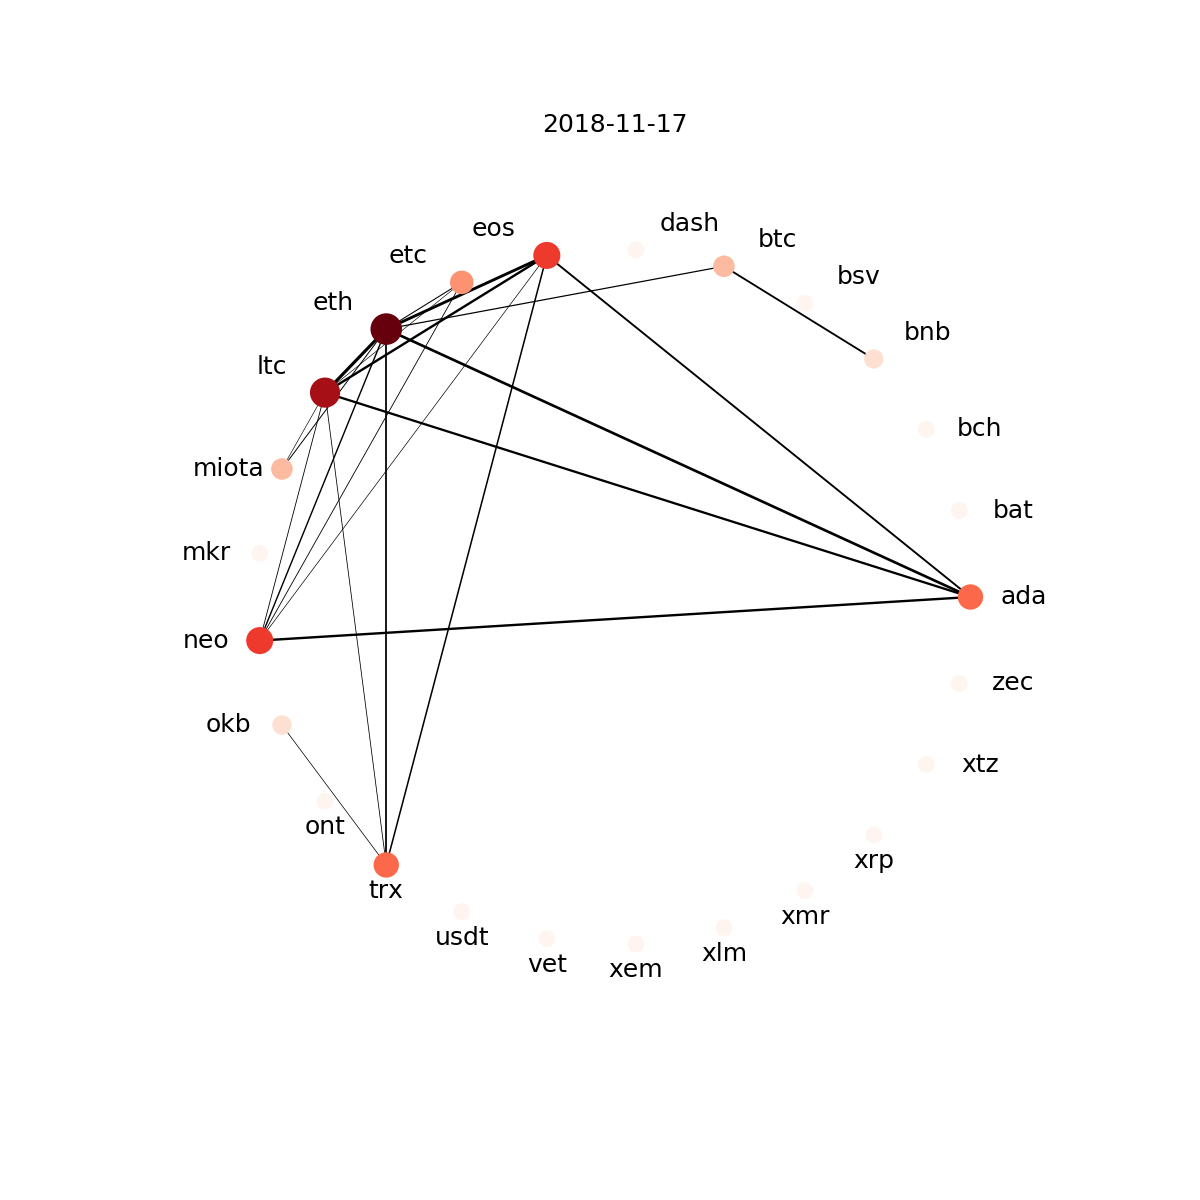 2018-11-17
dash
eos
btc
etc
bsv
eth
bnb
ltc
bch
miota
bat
mkr
ada
neo
zec
okb
xtz
ont
xrp
trx
xmr
usdt
xlm
vet
xem